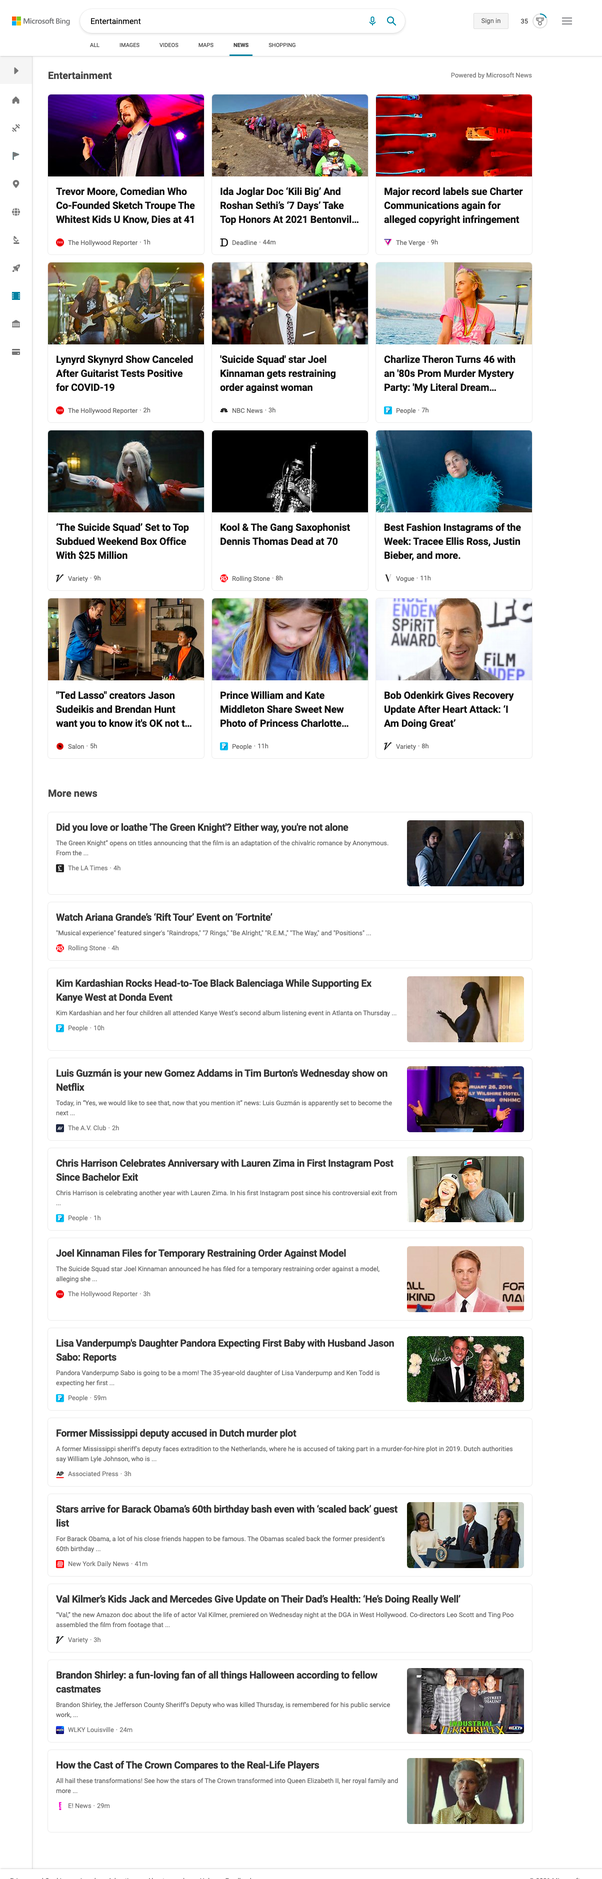 Microsoft Bing
Entertainment
Sign in
35
ALL IMAGES VIDEOS MAPS NEWS SHOPPING
Entertainment
Powered by Microsoft News
Trevor Moore, Comedian Who
Co-Founded Sketch Troupe The
Whitest Kids U Know, Dies at 41
The Hollywood Reporter · 1h
Ida Joglar Doc ‘Kili Big’ And
Roshan Sethi’s ‘7 Days’ Take
Top Honors At 2021 Bentonvil...
Deadline · 44m
Major record labels sue Charter
Communications again for
alleged copyright infringement
The Verge · 9h
Lynyrd Skynyrd Show Canceled
After Guitarist Tests Positive
for COVID-19
The Hollywood Reporter · 2h
'Suicide Squad' star Joel
Kinnaman gets restraining
order against woman
NBC News · 3h
Charlize Theron Turns 46 with
an '80s Prom Murder Mystery
Party: 'My Literal Dream...
People · 7h
‘The Suicide Squad’ Set to Top
Subdued Weekend Box Office
With $25 Million
Variety · 9h
Kool & The Gang Saxophonist
Dennis Thomas Dead at 70
Rolling Stone · 8h
Best Fashion Instagrams of the
Week: Tracee Ellis Ross, Justin
Bieber, and more.
Vogue · 11h
"Ted Lasso" creators Jason
Sudeikis and Brendan Hunt
want you to know it's OK not t...
Salon · 5h
Prince William and Kate
Middleton Share Sweet New
Photo of Princess Charlotte...
People · 11h
INDEPEN
SPIRIT
AWARD
FiLM
INDEP
Bob Odenkirk Gives Recovery
Update After Heart Attack: ‘I
Am Doing Great’
Variety · 8h
More news
Did you love or loathe 'The Green Knight'? Either way, you're not alone
The Green Knight” opens on titles announcing that the film is an adaptation of the chivalric romance by Anonymous.
From the ...
The LA Times · 4h
Watch Ariana Grande’s ‘Rift Tour’ Event on ‘Fortnite’
“Musical experience” featured singer's “Raindrops,” “7 Rings,” “Be Alright,” “R.E.M.,” “The Way,” and “Positions” ...
Rolling Stone · 4h
Kim Kardashian Rocks Head-to-Toe Black Balenciaga While Supporting Ex
Kanye West at Donda Event
Kim Kardashian and her four children all attended Kanye West's second album listening event in Atlanta on Thursday ...
People · 10h
Luis Guzmán is your new Gomez Addams in Tim Burton’s Wednesday show on
Netflix
Today, in “Yes, we would like to see that, now that you mention it” news: Luis Guzmán is apparently set to become the
next ...
The A.V. Club · 2h
Chris Harrison Celebrates Anniversary with Lauren Zima in First Instagram Post
Since Bachelor Exit
Chris Harrison is celebrating another year with Lauren Zima. In his first Instagram post since his controversial exit from
...
People · 1h
Joel Kinnaman Files for Temporary Restraining Order Against Model
The Suicide Squad star Joel Kinnaman announced he has filed for a temporary restraining order against a model,
alleging she ...
The Hollywood Reporter · 3h
Lisa Vanderpump's Daughter Pandora Expecting First Baby with Husband Jason
Sabo: Reports
Pandora Vanderpump Sabo is going to be a mom! The 35-year-old daughter of Lisa Vanderpump and Ken Todd is
expecting her first ...
People · 59m
Former Mississippi deputy accused in Dutch murder plot
A former Mississippi sheriff's deputy faces extradition to the Netherlands, where he is accused of taking part in a murder-for-hire plot in 2019. Dutch authorities
say William Lyle Johnson, who is ...
Associated Press · 3h
Stars arrive for Barack Obama’s 60th birthday bash even with ‘scaled back’ guest
list
For Barack Obama, a lot of his close friends happen to be famous. The Obamas scaled back the former president’s
60th birthday ...
New York Daily News · 41m
Val Kilmer’s Kids Jack and Mercedes Give Update on Their Dad’s Health: ‘He’s Doing Really Well’
“Val,” the new Amazon doc about the life of actor Val Kilmer, premiered on Wednesday night at the DGA in West Hollywood. Co-directors Leo Scott and Ting Poo
assembled the film from footage that ...
Variety · 3h
Brandon Shirley: a fun-loving fan of all things Halloween according to fellow
castmates
Brandon Shirley, the Jefferson County Sheriff's Deputy who was killed Thursday, is remembered for his public service
work, ...
WLKY Louisville · 24m
How the Cast of The Crown Compares to the Real-Life Players
All hail these transformations! See how the stars of The Crown transformed into Queen Elizabeth II, her royal family and
more ...
E! News · 29m